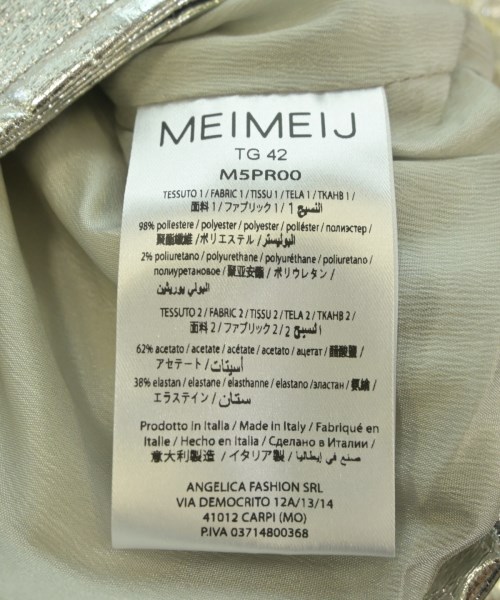 MEIMEIJ
TG 42
M5PR00
TESSUTO 1 / FABRIC 1 / TISSU 1 / TELA 1 / TKAHB 1 /
面料 1 / ファブリック 1 / النسيج 1
98% poliestere / polyester / polyester / poliéster / полиэстер /
聚酯纖維 / ポリエステル / البوليستر
2% poliuretano / polyurethane / polyuréthane / poliuretano /
полиуретановое / 聚亚安酯 / ポリウレタン /
البولي يوريثين
TESSUTO 2 / FABRIC 2 / TISSU 2 / TELA 2 / TKAHB 2 /
面料 2 / ファブリック 2 / النسيج 2
62% acetato / acetate / acétate / acetato / ацетат / 醋酸鹽 /
アセテート / أسيتات
38% elastan / elastane / elasthanne / elastano /эластан / 氨綸 /
エラステイン / ستان
Prodotto in Italia / Made in Italy / Fabriqué en
Italie / Hecho en Italia / Сделано в Италии /
意大利製造 / イタリア製 / صنع في إيطاليا
ANGELICA FASHION SRL
VIA DEMOCRITO 12A/13/14
41012 CARPI (MO)
P.IVA 03714800368